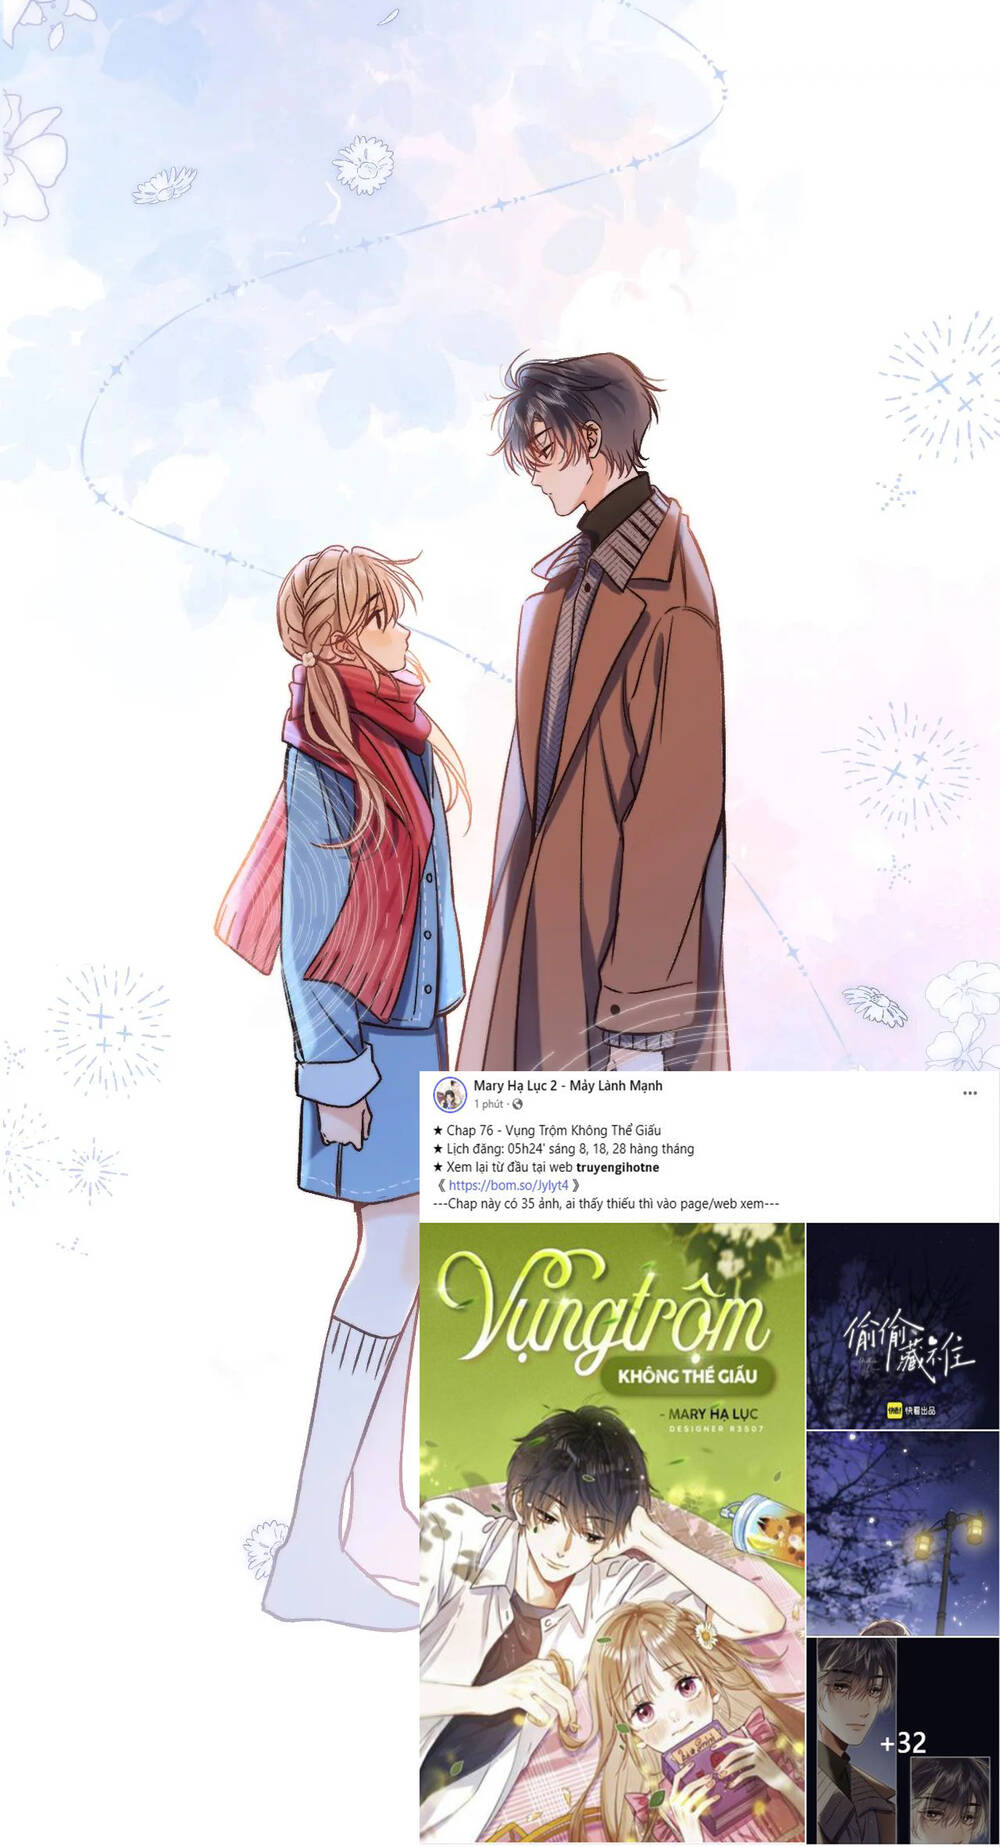 Mary Hạ Lục 2 - Mảy Lành Mạnh
1 phút ·
★ Chap 76 - Vụng Trộm Không Thể Giấu
★ Lịch đăng: 05h24' sáng 8, 18, 28 hàng tháng
★ Xem lại từ đầu tại web truyengihotne
《 https://bom.so/JyIyt4 》
---Chap này có 35 ảnh, ai thấy thiếu thì vào page/web xem---
Vụng trộm
KHÔNG THỂ GIẤU
- MARY HẠ LỤC
DESIGNER R3507
偷偷
藏不住
快看出品
+32